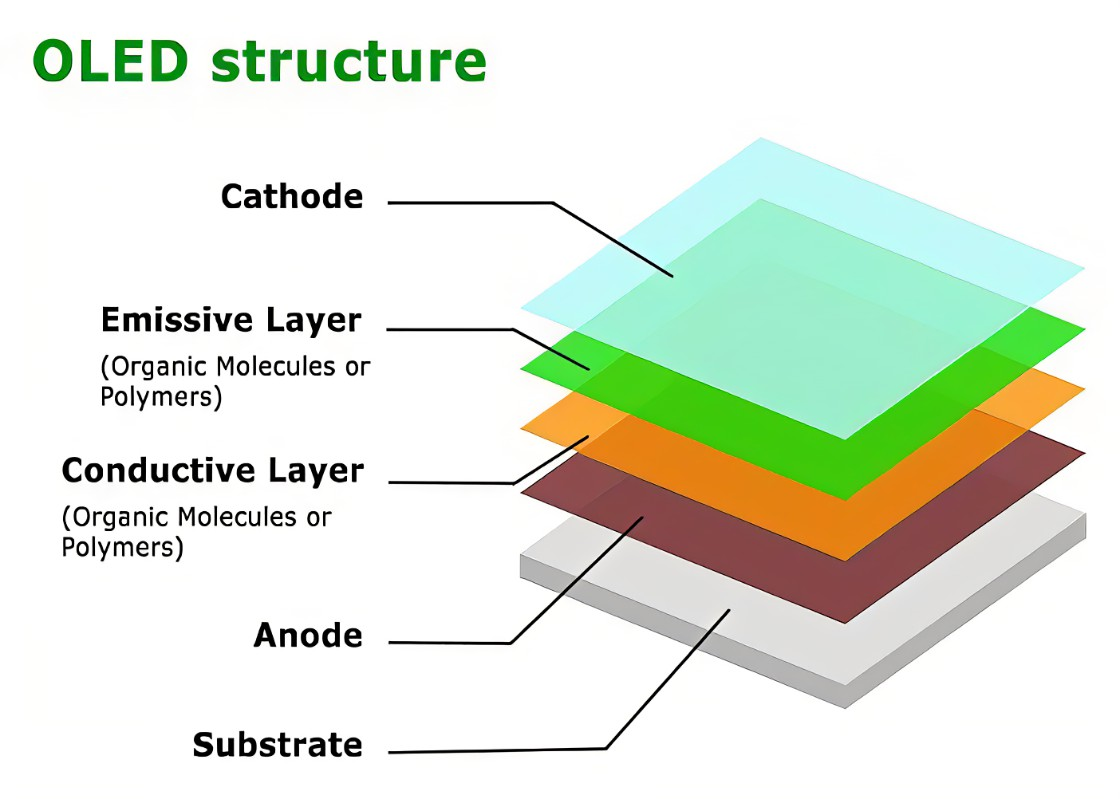 OLED structure
Cathode
Emissive Layer
(Organic Molecules or
Polymers)
Conductive Layer
(Organic Molecules or
Polymers)
Anode
Substrate